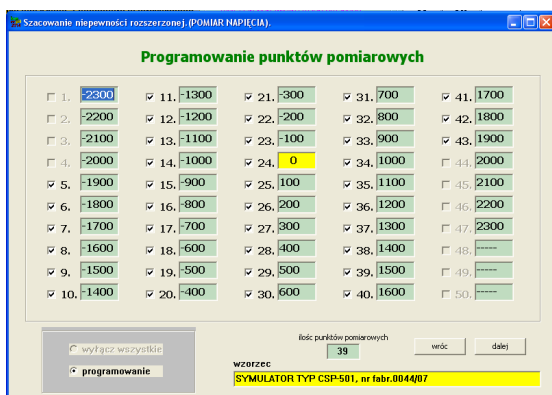 Szacowanie niepewności rozszerzonej.(POMIAR NAPIĘCIA).
Programowanie punktów pomiarowych
1. -2300 11. -1300 21. -300 31. 700 41. 1700
2. -2200 12. -1200 22. -200 32. 800 42. 1800
3. -2100 13. -1100 23. -100 33. 900 43. 1900
4. -2000 14. -1000 24. 0 34. 1000 44. 2000
5. -1900 15. -900 25. 100 35. 1100 45. 2100
6. -1800 16. -800 26. 200 36. 1200 46. 2200
7. -1700 17. -700 27. 300 37. 1300 47. 2300
8. -1600 18. -600 28. 400 38. 1400 48. -----
9. -1500 19. -500 29. 500 39. 1500 49. -----
10. -1400 20. -400 30. 600 40. 1600 50. -----
wyłącz wszystkie
programowanie
ilośc punktów pomiarowych
39
wróc dalej
wzorzec
SYMULATOR TYP CSP-501, nr fabr.0044/07